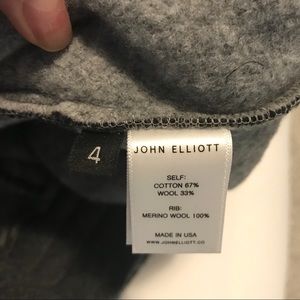 4
JOHN ELLIOTT
SELF:
COTTON 67%
WOOL 33%
RIB:
MERINO WOOL 100%
MADE IN USA
WWW.JOHNELLIOTT.CO